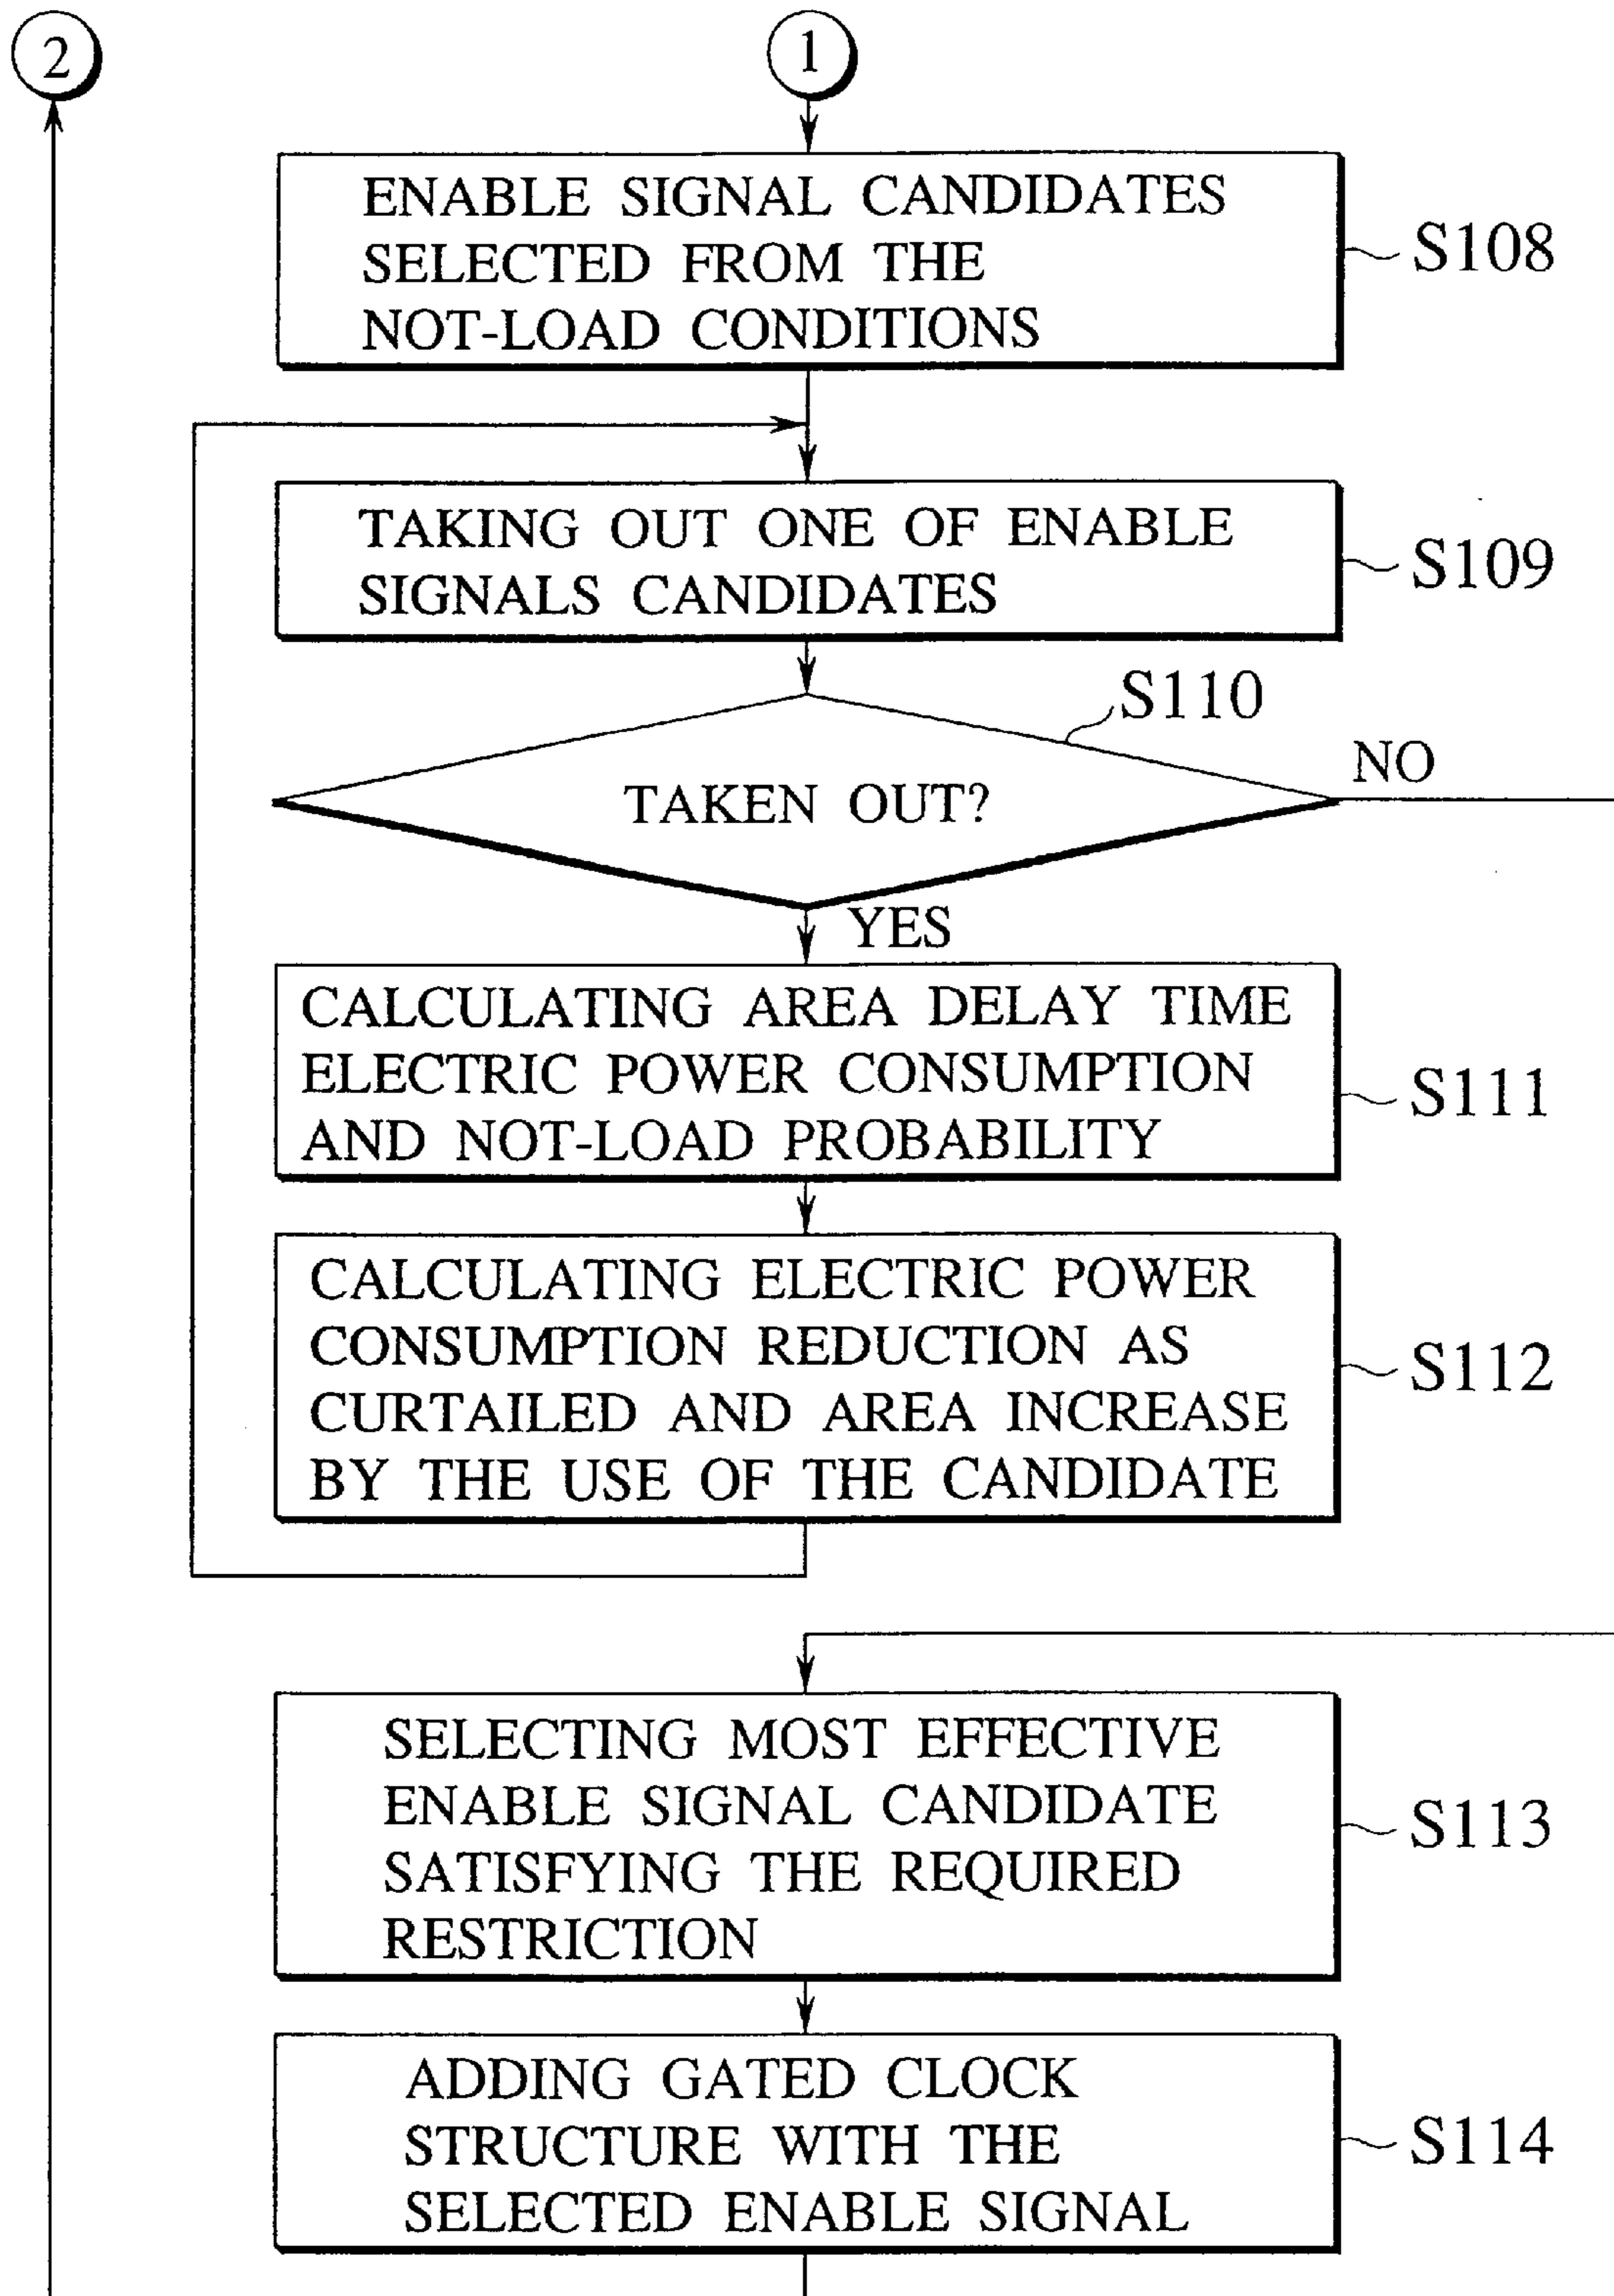 2
1
ENABLE SIGNAL CANDIDATES
SELECTED FROM THE
NOT-LOAD CONDITIONS
S108
TAKING OUT ONE OF ENABLE
SIGNALS CANDIDATES
S109
S110
TAKEN OUT?
NO
YES
CALCULATING AREA DELAY TIME
ELECTRIC POWER CONSUMPTION
AND NOT-LOAD PROBABILITY
S111
CALCULATING ELECTRIC POWER
CONSUMPTION REDUCTION AS
CURTAILED AND AREA INCREASE
BY THE USE OF THE CANDIDATE
S112
SELECTING MOST EFFECTIVE
ENABLE SIGNAL CANDIDATE
SATISFYING THE REQUIRED
RESTRICTION
S113
ADDING GATED CLOCK
STRUCTURE WITH THE
SELECTED ENABLE SIGNAL
S114